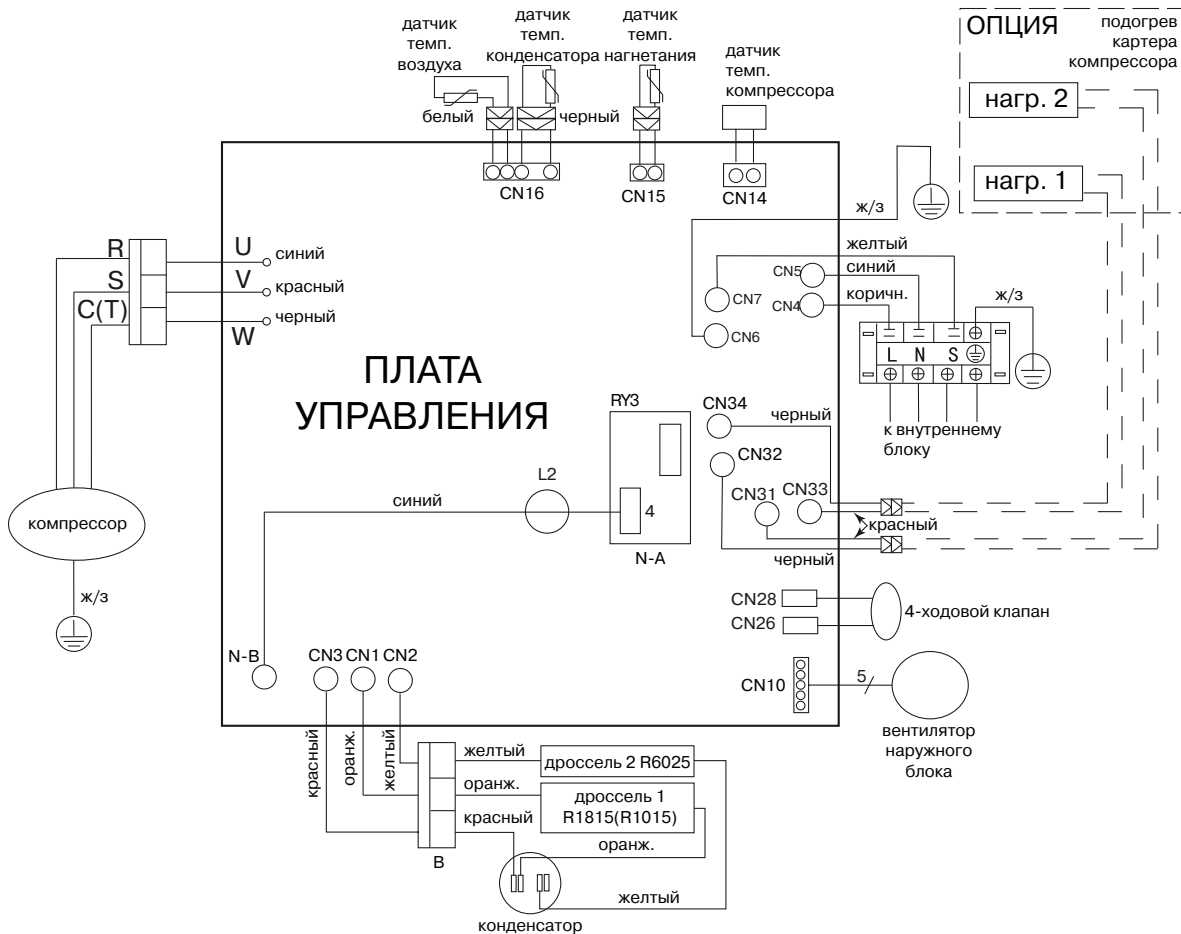 датчик
темп.
воздуха
датчик
темп.
конденсатора
датчик
темп.
нагнетания
датчик
темп.
компрессора
ОПЦИЯ
подогрев
картера
компрессора
нагр. 2
нагр. 1
белый
черный
CN16
CN15
CN14
ж/з
R
S
C(T)
U
V
W
синий
красный
черный
желтый
синий
коричн.
CN5
CN4
CN7
CN6
ж/з
L N S
к внутреннему
блоку
ПЛАТА
УПРАВЛЕНИЯ
RY3
4
N-A
L2
синий
CN34
черный
CN32
CN31
CN33
красный
черный
компрессор
ж/з
CN28
CN26
4-ходовой клапан
CN10
5
вентилятор
наружного
блока
N-B
CN3
CN1
CN2
красный
оранж.
желтый
желтый
оранж.
красный
B
дроссель 2 R6025
дроссель 1
R1815(R1015)
оранж.
желтый
конденсатор